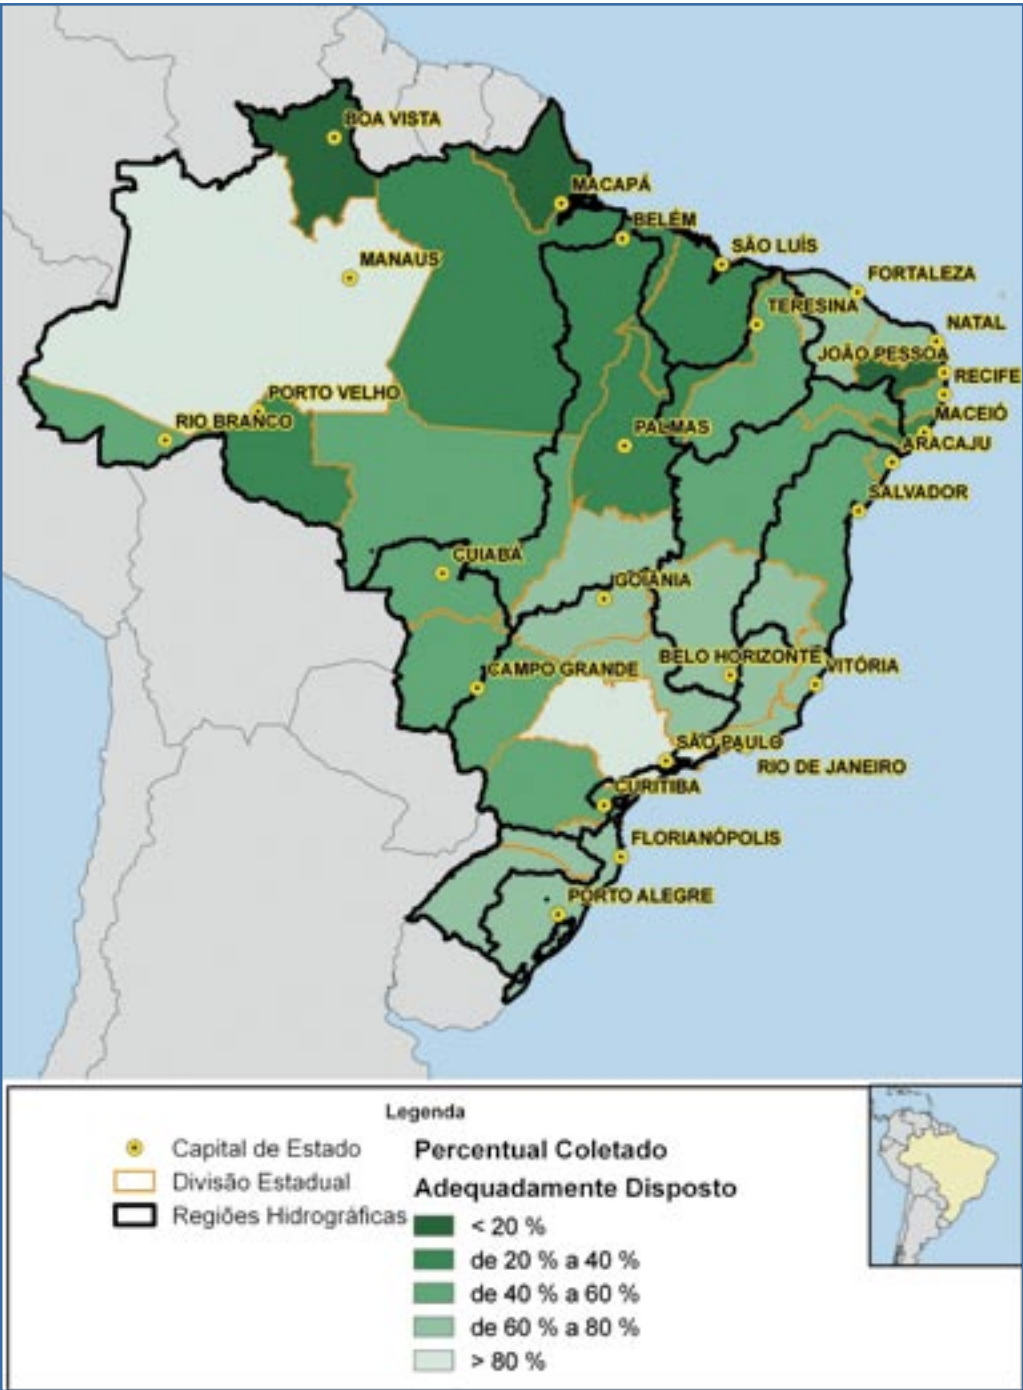 BOA VISTA
MACAPÁ
BELÉM
SÃO LUÍS
MANAUS
FORTALEZA
TERESINA
NATAL
JOÃO PESSOA
RECIFE
PORTO VELHO
MACEIÓ
RIO BRANCO
PALMAS
ARACAJU
SALVADOR
CUIABÁ
GOIÂNIA
BELO HORIZONTE
VITÓRIA
CAMPO GRANDE
SÃO PAULO
RIO DE JANEIRO
CURITIBA
FLORIANÓPOLIS
PORTO ALEGRE
Legenda
Capital de Estado
Divisão Estadual
Regiões Hidrográficas
Percentual Coletado
Adequadamente Disposto
< 20 %
de 20 % a 40 %
de 40 % a 60 %
de 60 % a 80 %
> 80 %